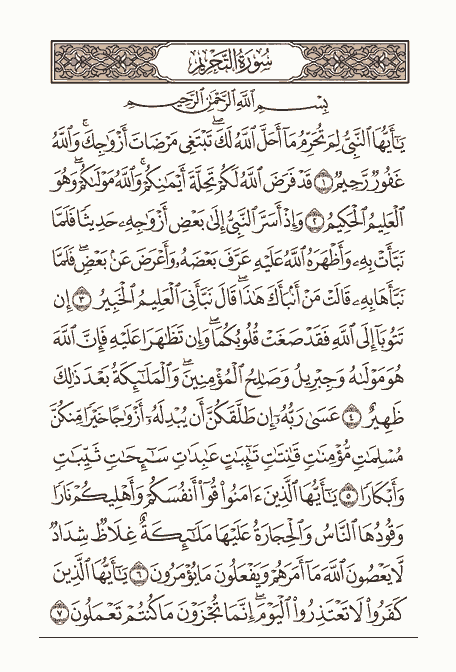 سُورَةُ التَّحْرِيمِ
بِسْمِ ٱللَّهِ ٱلرَّحْمَٰنِ ٱلرَّحِيمِ
يَٰٓأَيُّهَا ٱلنَّبِىُّ لِمَ تُحَرِّمُ مَآ أَحَلَّ ٱللَّهُ لَكَ ۖ تَبْتَغِى مَرْضَاتَ أَزْوَٰجِكَ ۚ وَٱللَّهُ
غَفُورٌ رَّحِيمٌ ١ قَدْ فَرَضَ ٱللَّهُ لَكُمْ تَحِلَّةَ أَيْمَٰنِكُمْ ۚ وَٱللَّهُ مَوْلَىٰكُمْ ۖ وَهُوَ
ٱلْعَلِيمُ ٱلْحَكِيمُ ٢ وَإِذْ أَسَرَّ ٱلنَّبِىُّ إِلَىٰ بَعْضِ أَزْوَٰجِهِۦ حَدِيثًا فَلَمَّا
نَبَّأَتْ بِهِۦ وَأَظْهَرَهُ ٱللَّهُ عَلَيْهِ عَرَّفَ بَعْضَهُۥ وَأَعْرَضَ عَنۢ بَعْضٍ ۖ فَلَمَّا
نَبَّأَهَا بِهِۦ قَالَتْ مَنْ أَنۢبَأَكَ هَٰذَا ۖ قَالَ نَبَّأَنِىَ ٱلْعَلِيمُ ٱلْخَبِيرُ ٣ إِن
تَتُوبَآ إِلَى ٱللَّهِ فَقَدْ صَغَتْ قُلُوبُكُمَا ۖ وَإِن تَظَٰهَرَا عَلَيْهِ فَإِنَّ ٱللَّهَ
هُوَ مَوْلَىٰهُ وَجِبْرِيلُ وَصَٰلِحُ ٱلْمُؤْمِنِينَ ۖ وَٱلْمَلَٰٓئِكَةُ بَعْدَ ذَٰلِكَ
ظَهِيرٌ ٤ عَسَىٰ رَبُّهُۥٓ إِن طَلَّقَكُنَّ أَن يُبْدِلَهُۥٓ أَزْوَٰجًا خَيْرًا مِّنكُنَّ
مُسْلِمَٰتٍ مُّؤْمِنَٰتٍ قَٰنِتَٰتٍ تَٰٓئِبَٰتٍ عَٰبِدَٰتٍ سَٰٓئِحَٰتٍ ثَيِّبَٰتٍ
وَأَبْكَارًا ٥ يَٰٓأَيُّهَا ٱلَّذِينَ ءَامَنُوا۟ قُوٓا۟ أَنفُسَكُمْ وَأَهْلِيكُمْ نَارًا
وَقُودُهَا ٱلنَّاسُ وَٱلْحِجَارَةُ عَلَيْهَا مَلَٰٓئِكَةٌ غِلَاظٌ شِدَادٌ
لَّا يَعْصُونَ ٱللَّهَ مَآ أَمَرَهُمْ وَيَفْعَلُونَ مَا يُؤْمَرُونَ ٦ يَٰٓأَيُّهَا ٱلَّذِينَ
كَفَرُوا۟ لَا تَعْتَذِرُوا۟ ٱلْيَوْمَ ۖ إِنَّمَا تُجْزَوْنَ مَا كُنتُمْ تَعْمَلُونَ ٧